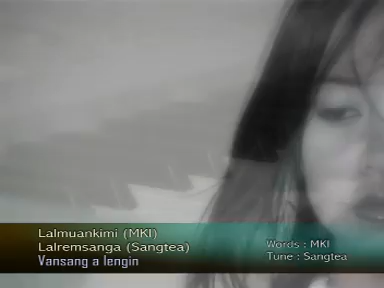 Lalmuankimi (MKI)
Lalremsanga (Sangtea)
Vansang a lengin
Words : MKI
Tune : Sangtea